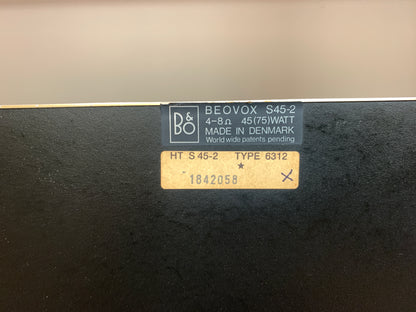 B&O
BEOVOX S45-2
4-8Ω 45(75)WATT
MADE IN DENMARK
World wide patents pending
HT S 45-2 TYPE 6312
★
1842058 X